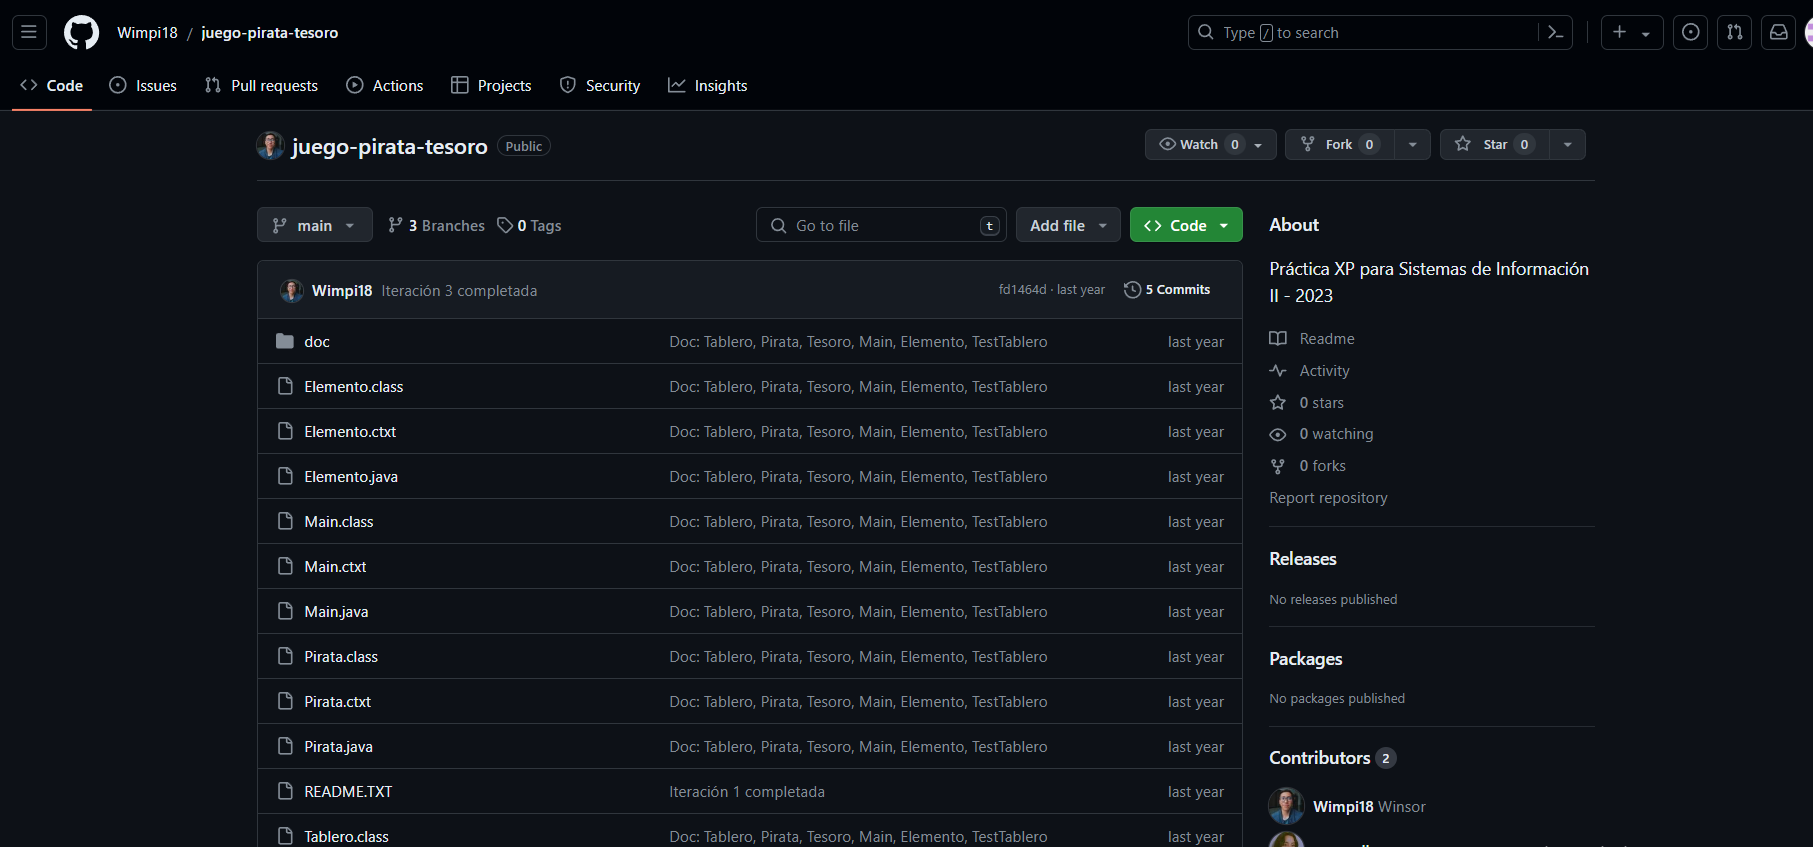 Wimpi18 / juego-pirata-tesoro
Type / to search
Code Issues Pull requests Actions Projects Security Insights
juego-pirata-tesoro Public
Watch 0 Fork 0 Star 0
main 3 Branches 0 Tags
Go to file t Add file Code
Wimpi18 Iteración 3 completada fd1464d · last year 5 Commits
doc Doc: Tablero, Pirata, Tesoro, Main, Elemento, TestTablero last year
Elemento.class Doc: Tablero, Pirata, Tesoro, Main, Elemento, TestTablero last year
Elemento.ctxt Doc: Tablero, Pirata, Tesoro, Main, Elemento, TestTablero last year
Elemento.java Doc: Tablero, Pirata, Tesoro, Main, Elemento, TestTablero last year
Main.class Doc: Tablero, Pirata, Tesoro, Main, Elemento, TestTablero last year
Main.ctxt Doc: Tablero, Pirata, Tesoro, Main, Elemento, TestTablero last year
Main.java Doc: Tablero, Pirata, Tesoro, Main, Elemento, TestTablero last year
Pirata.class Doc: Tablero, Pirata, Tesoro, Main, Elemento, TestTablero last year
Pirata.ctxt Doc: Tablero, Pirata, Tesoro, Main, Elemento, TestTablero last year
Pirata.java Doc: Tablero, Pirata, Tesoro, Main, Elemento, TestTablero last year
README.TXT Iteración 1 completada last year
Tablero.class Doc: Tablero, Pirata, Tesoro, Main, Elemento, TestTablero last year
About
Práctica XP para Sistemas de Información
II - 2023
Readme
Activity
0 stars
0 watching
0 forks
Report repository
Releases
No releases published
Packages
No packages published
Contributors 2
Wimpi18 Winsor